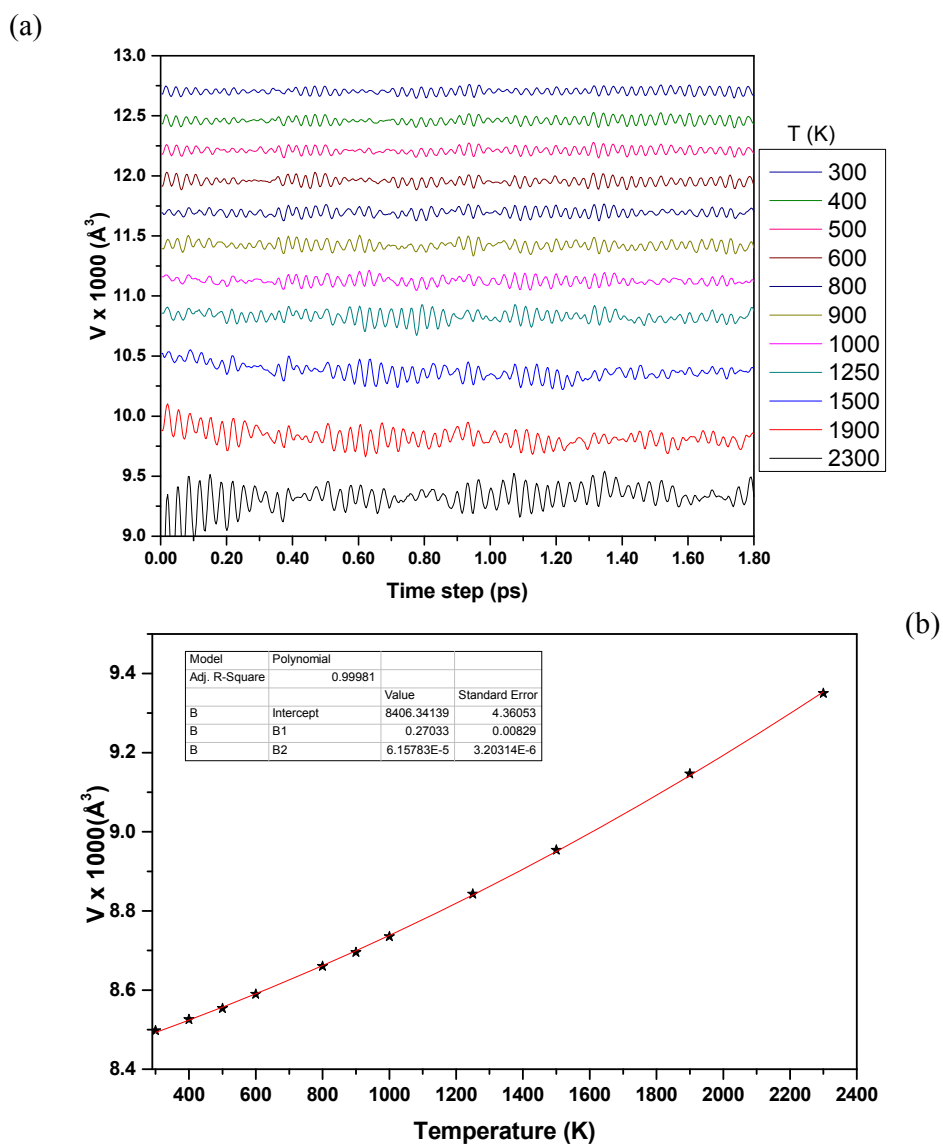 (a)
13.0
12.5
12.0
11.5
11.0
10.5
10.0
9.5
9.0
V x 1000 (Å³)
0.00 0.20 0.40 0.60 0.80 1.00 1.20 1.40 1.60 1.80
Time step (ps)
T (K)
300
400
500
600
800
900
1000
1250
1500
1900
2300
(b)
Model Polynomial
Adj. R-Square 0.99981
Value Standard Error
B Intercept 8406.34139 4.36053
B B1 0.27033 0.00829
B B2 6.15783E-5 3.20314E-6
9.4
9.2
9.0
8.8
8.6
8.4
V x 1000(Å³)
400 600 800 1000 1200 1400 1600 1800 2000 2200 2400
Temperature (K)